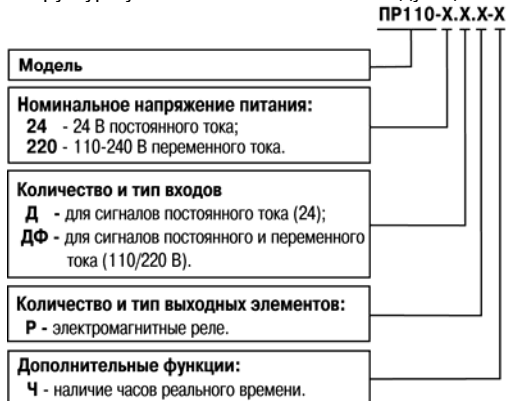 ПР110-X.X.X-X
Модель
Номинальное напряжение питания:
24 - 24 В постоянного тока;
220 - 110-240 В переменного тока.
Количество и тип входов
Д - для сигналов постоянного тока (24);
ДФ - для сигналов постоянного и переменного
тока (110/220 В).
Количество и тип выходных элементов:
Р - электромагнитные реле.
Дополнительные функции:
Ч - наличие часов реального времени.